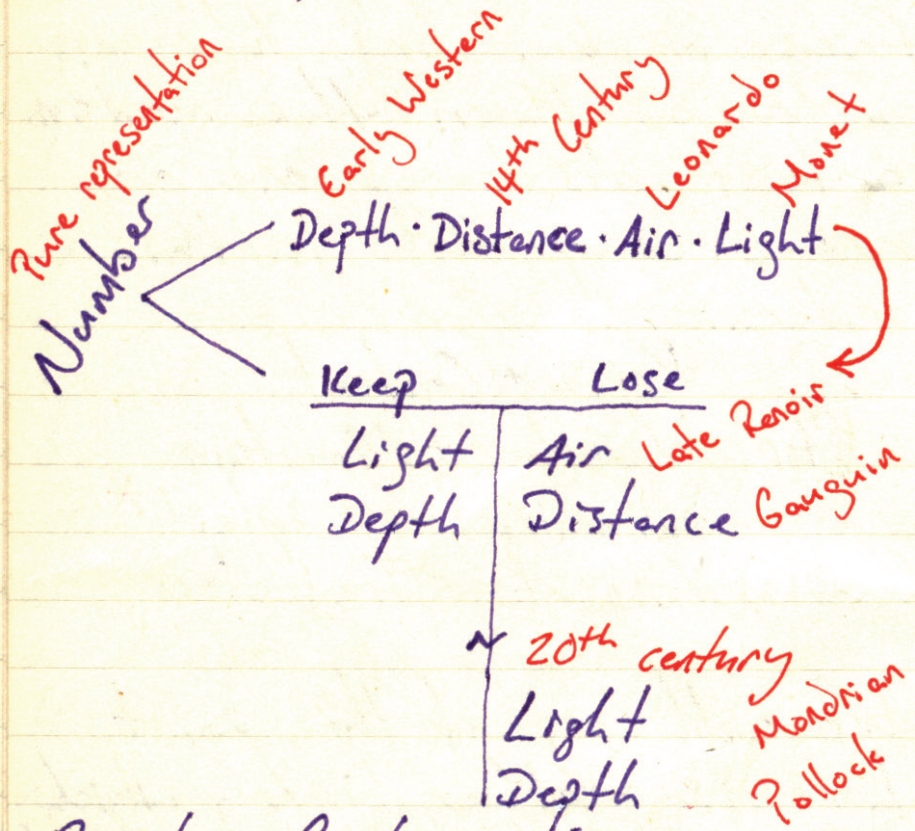 Pure representation
Number
Early Western
14th Century
Leonardo
Monet
Depth · Distance · Air · Light
Keep Lose
Light Air Late Renoir
Depth Distance Gauguin
~ 20th century
Light Mondrian
Depth Pollock